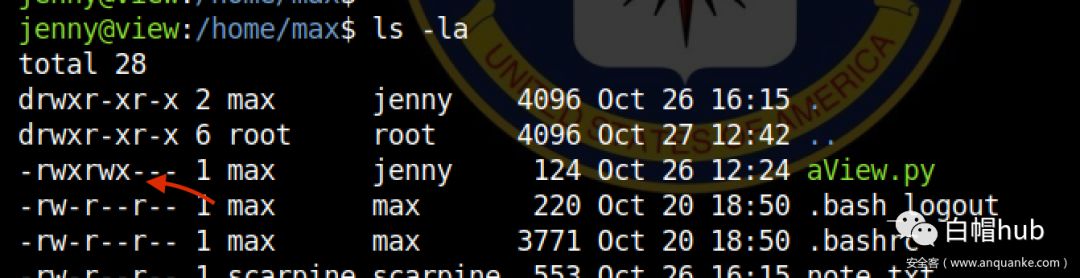 jenny@view:/home/max$
jenny@view:/home/max$ ls -la
total 28
drwxr-xr-x 2 max jenny 4096 Oct 26 16:15 .
drwxr-xr-x 6 root root 4096 Oct 27 12:42 ..
-rwxrwx--- 1 max jenny 124 Oct 26 12:24 aView.py
-rw-r--r-- 1 max max 220 Oct 20 18:50 .bash_logout
-rw-r--r-- 1 max max 3771 Oct 20 18:50 .bashrc
-rw-r--r-- 1 scarpine scarpine 553 Oct 26 16:15 note.txt
UNITED STATES OF AMERICA
白帽hub
安全客（www.anquanke.com）